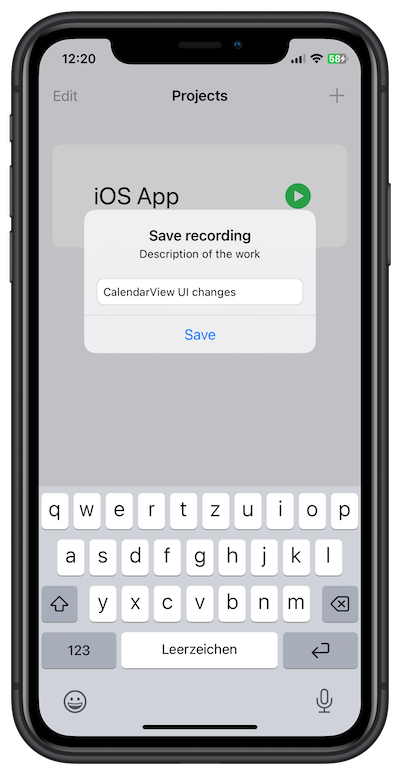 12:20
58
Edit Projects +
iOS App
Save recording
Description of the work
CalendarView UI changes
Save
q w e r t z u i o p
a s d f g h j k l
y x c v b n m
123 Leerzeichen